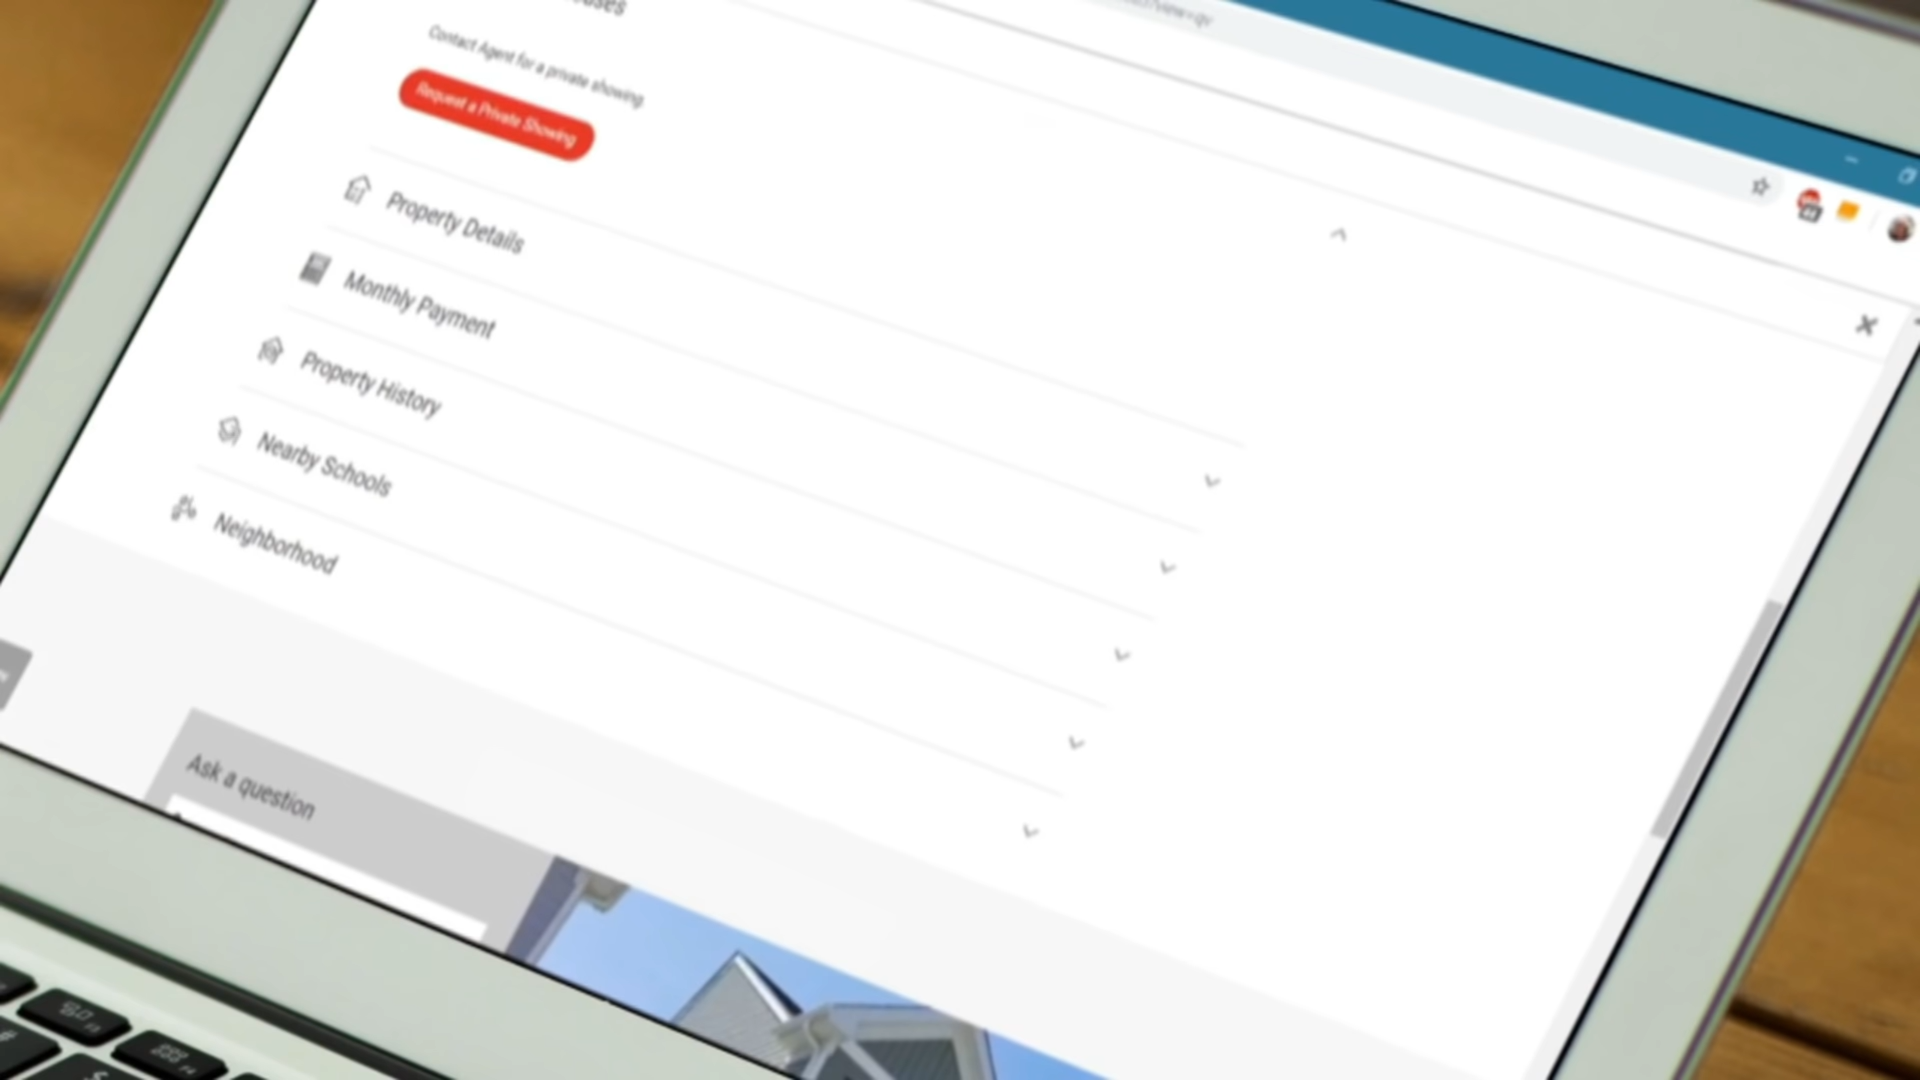 Contact Agent for a private showing
Request a Private Showing
Property Details
Monthly Payment
Property History
Nearby Schools
Neighborhood
Ask a question